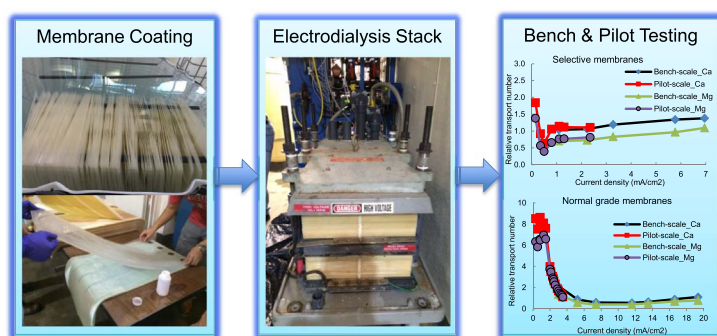 Membrane Coating
Electrodialysis Stack
DANGER HIGH VOLTAGE
Bench & Pilot Testing
Selective membranes
Relative transport number
3.0
2.5
2.0
1.5
1.0
0.5
0.0
0 1 2 3 4 5 6 7
Current density (mA/cm2)
Bench-scale_Ca
Pilot-scale_Ca
Bench-scale_Mg
Pilot-scale_Mg
Normal grade membranes
Relative transport number
10
8
6
4
2
0
0 2 4 6 8 10 12 14 16 18 20
Current density (mA/cm2)
Bench-scale_Ca
Pilot-scale_Ca
Bench-scale_Mg
Pilot-scale_Mg